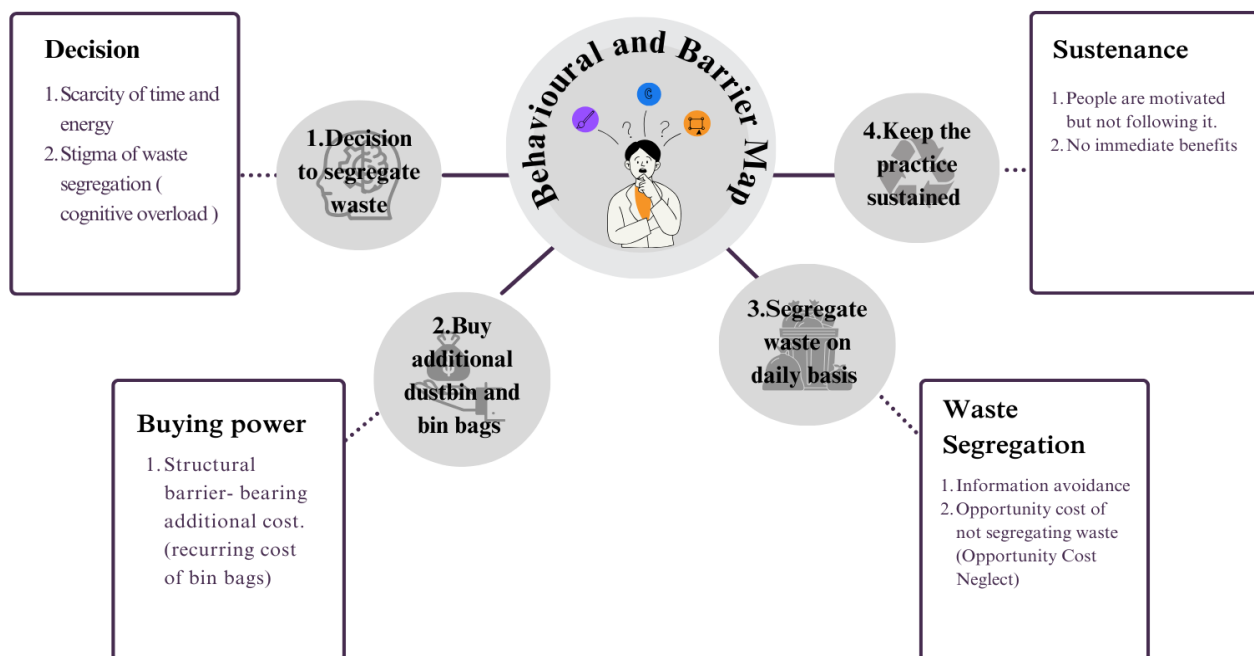 Behavioural and Barrier Map
C
? ?
Decision
1. Scarcity of time and
energy
2. Stigma of waste
segregation (
cognitive overload )
1.Decision
to segregate
waste
2.Buy
additional
dustbin and
bin bags
$
Buying power
1. Structural
barrier- bearing
additional cost.
(recurring cost
of bin bags)
3.Segregate
waste on
daily basis
Waste
Segregation
1. Information avoidance
2. Opportunity cost of
not segregating waste
(Opportunity Cost
Neglect)
4.Keep the
practice
sustained
Sustenance
1. People are motivated
but not following it.
2. No immediate benefits